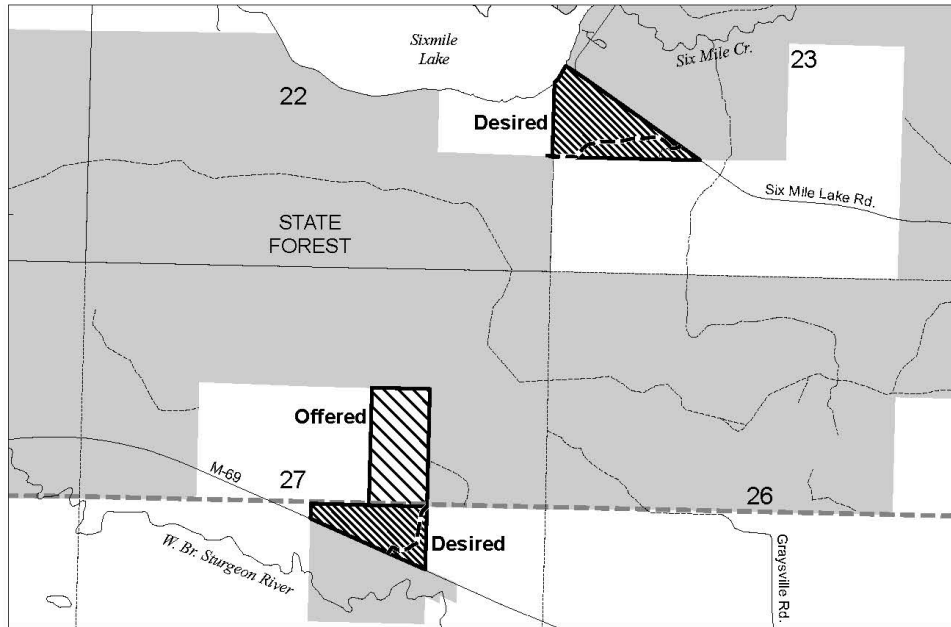 Sixmile
Lake
Six Mile Cr.
23
22
Desired
Six Mile Lake Rd.
STATE
FOREST
Offered
M-69
27
26
Desired
W. Br. Sturgeon River
Graysville Rd.